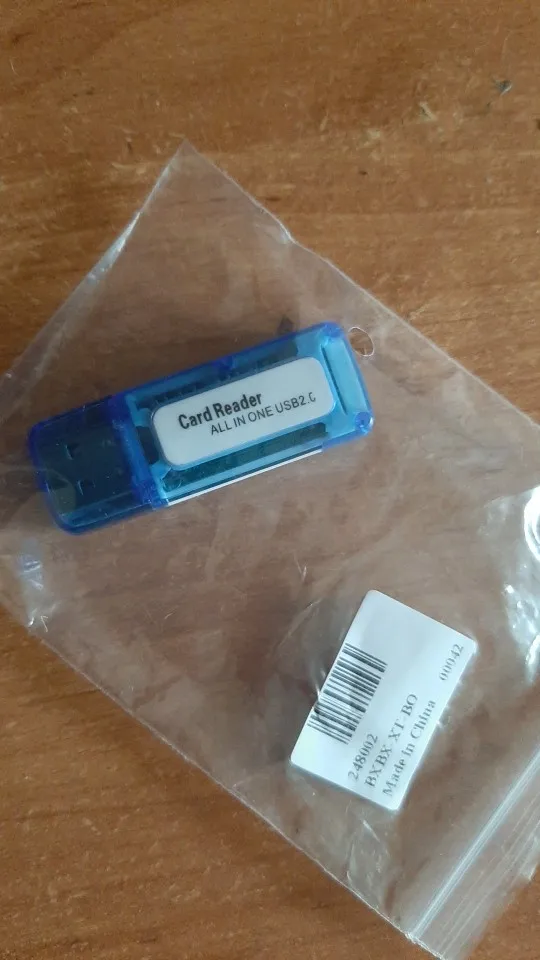 Card Reader
ALL IN ONE USB2.0
248002
BXBX XT BO
Made in China 00042